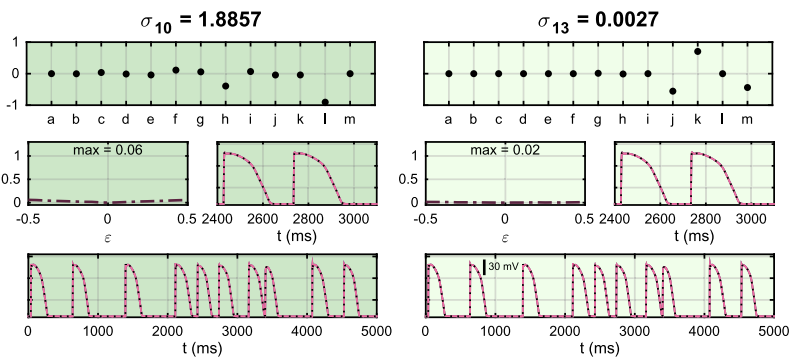 σ10 = 1.8857
σ13 = 0.0027
1
0
-1
a b c d e f g h i j k l m
a b c d e f g h i j k l m
max = 0.06
max = 0.02
1
0.5
0
-0.5 0 0.5
2400 2600 2800 3000
1
0.5
0
-0.5 0 0.5
2400 2600 2800 3000
ε
t (ms)
ε
t (ms)
30 mV
0 1000 2000 3000 4000 5000
0 1000 2000 3000 4000 5000
t (ms)
t (ms)